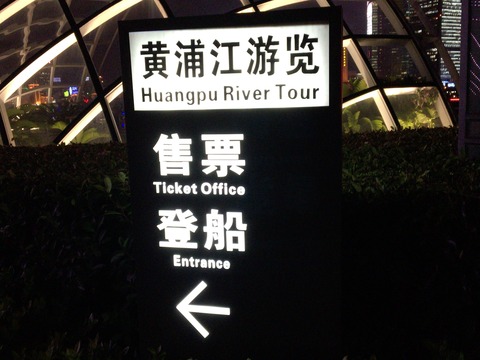 黄浦江游览
Huangpu River Tour
售票
Ticket Office
登船
Entrance